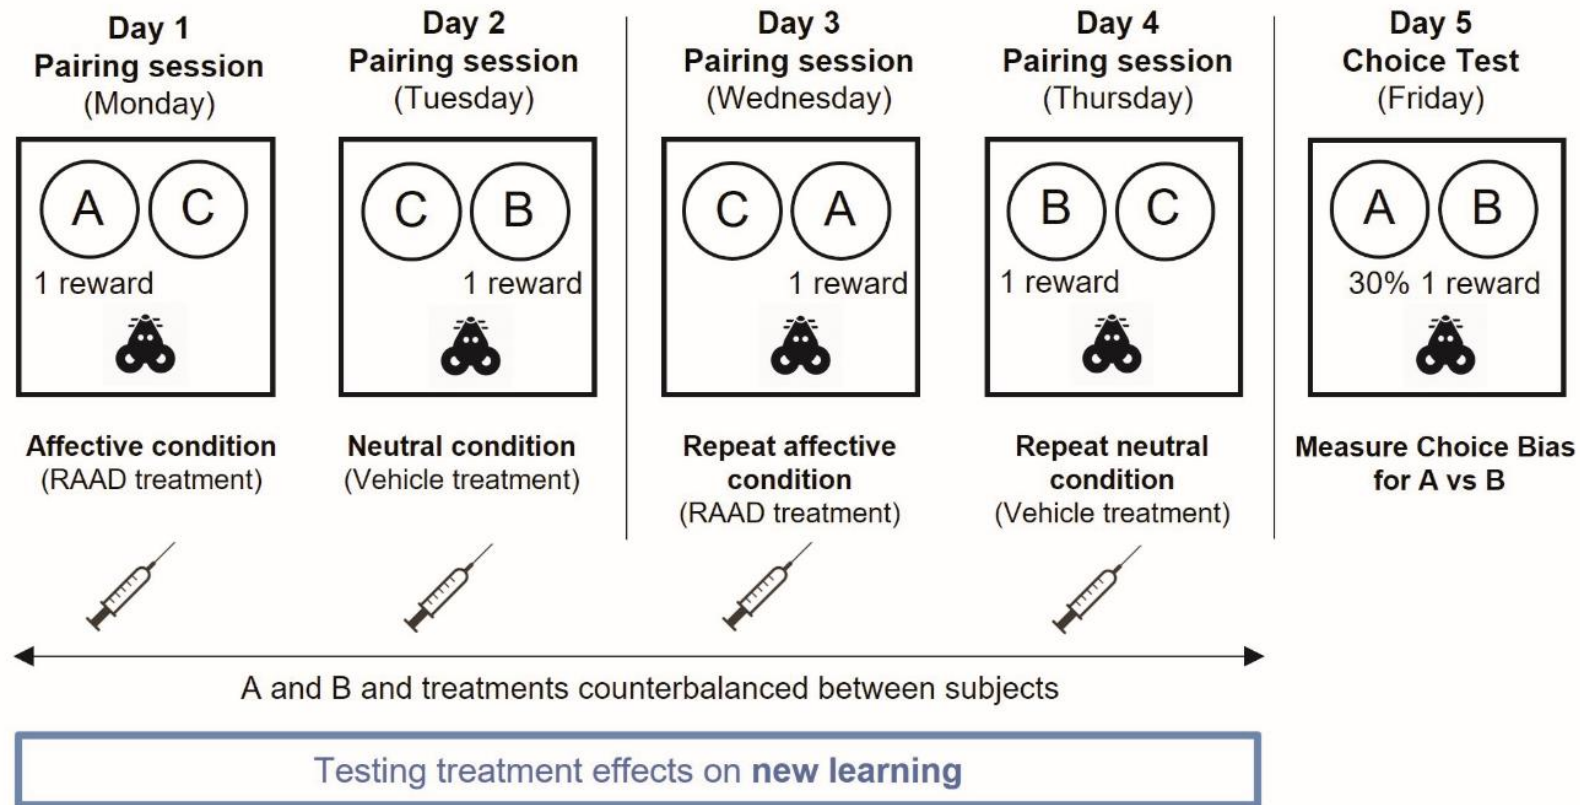 Day 1
Pairing session
(Monday)
A C
1 reward
Affective condition
(RAAD treatment)
Day 2
Pairing session
(Tuesday)
C B
1 reward
Neutral condition
(Vehicle treatment)
Day 3
Pairing session
(Wednesday)
C A
1 reward
Repeat affective
condition
(RAAD treatment)
Day 4
Pairing session
(Thursday)
B C
1 reward
Repeat neutral
condition
(Vehicle treatment)
Day 5
Choice Test
(Friday)
A B
30% 1 reward
Measure Choice Bias
for A vs B
A and B and treatments counterbalanced between subjects
Testing treatment effects on new learning